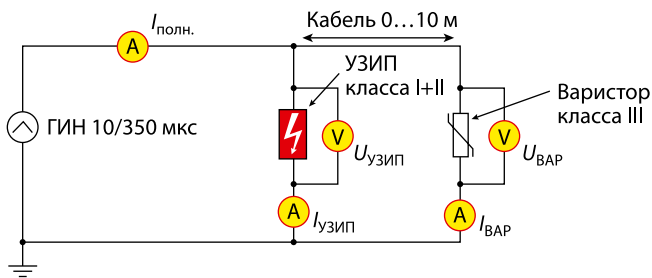 Iполн.
Кабель 0…10 м
A
УЗИП
класса I+II
Варистор
класса III
ГИН 10/350 мкс
V
UУЗИП
V
UВАР
A
IУЗИП
A
IВАР